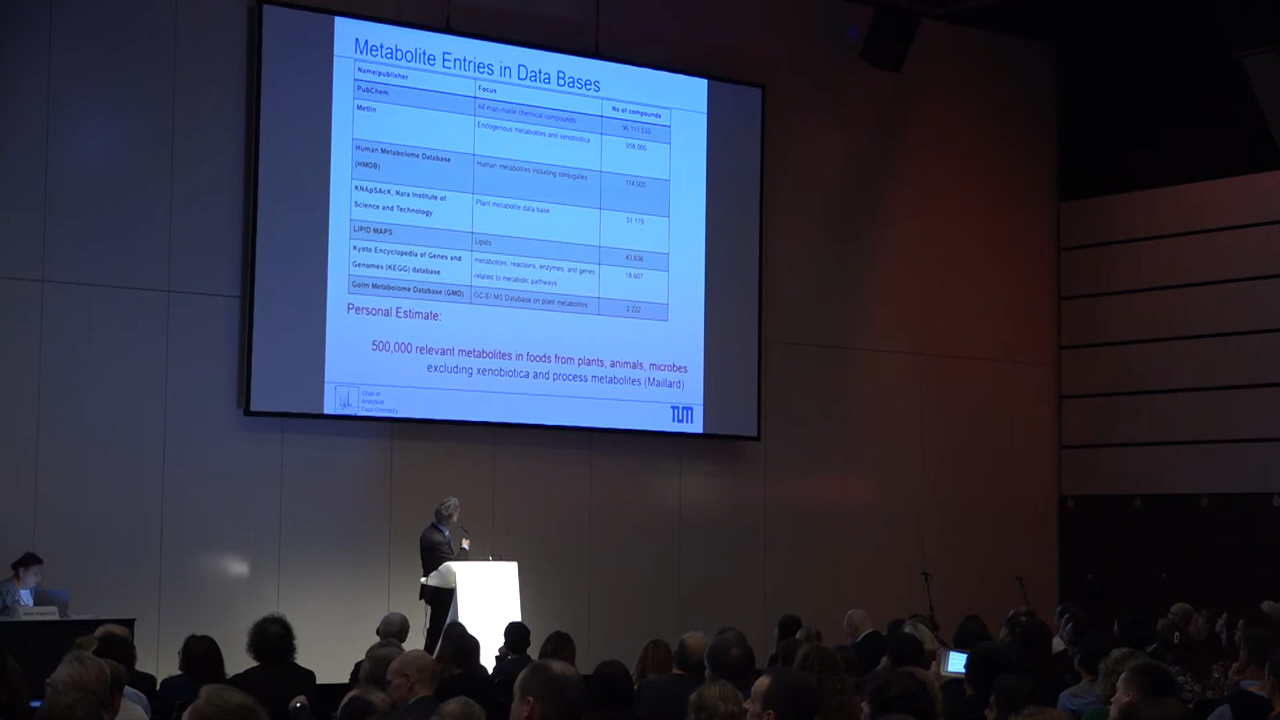 Metabolite Entries in Data Bases
Name/publisher
Focus
No of compounds
PubChem
All man-made chemical compounds
Metlin
Endogenous metabolites and xenobiotica
958.000
Human Metabolome Database
(HMDB)
Human metabolites including conjugates
114.000
KNApSAcK, Nara Institute of
Science and Technology
Plant metabolite data base
51.179
LIPID MAPS
Lipids
43.636
Kyoto Encyclopedia of Genes and
Genomes (KEGG) database
metabolites, reactions, enzymes, and genes
related to metabolic pathways
18.607
Golm Metabolome Database (GMD)
GC-EI MS Database on plant metabolites
2.222
Personal Estimate:
500,000 relevant metabolites in foods from plants, animals, microbes
excluding xenobiotica and process metabolites (Maillard)
Chair of
Analytical
Food Chemistry
TUM